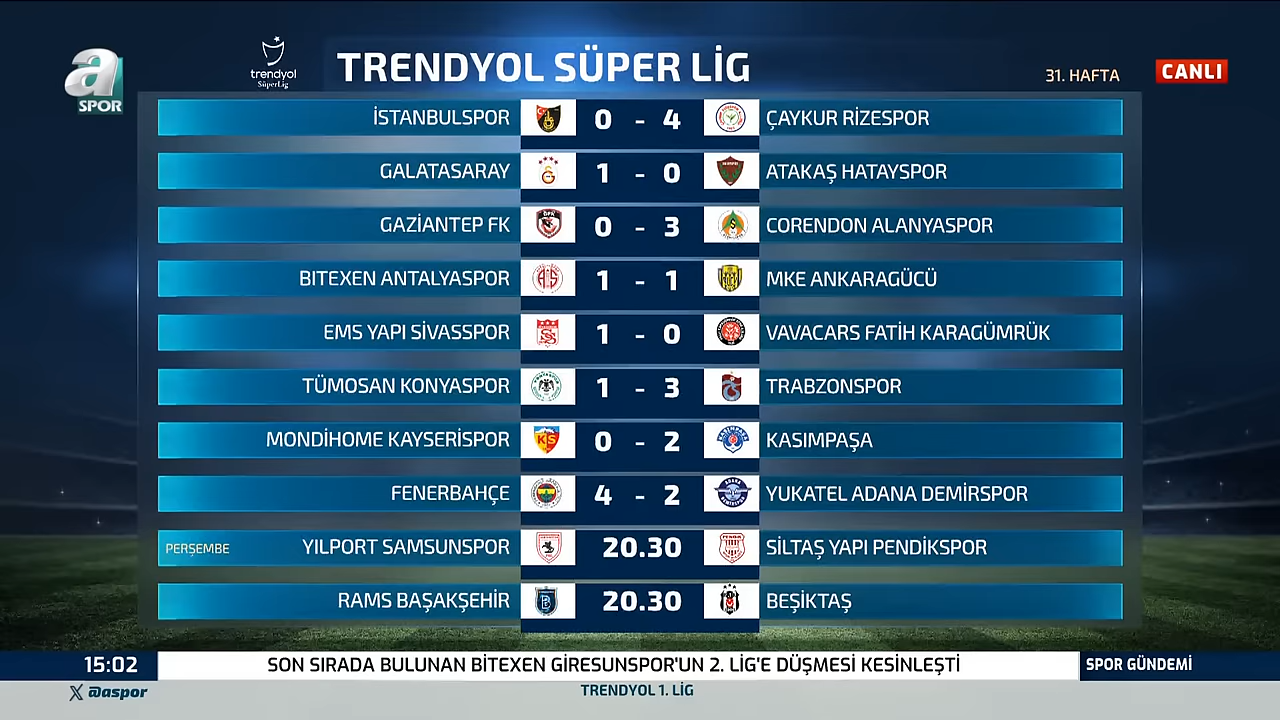 a
SPOR
trendyol
SüperLig
TRENDYOL SÜPER LİG
31. HAFTA
CANLI
İSTANBULSPOR 0 - 4 ÇAYKUR RİZESPOR
GALATASARAY 1 - 0 ATAKAŞ HATAYSPOR
GAZİANTEP FK 0 - 3 CORENDON ALANYASPOR
BITEXEN ANTALYASPOR 1 - 1 MKE ANKARAGÜCÜ
EMS YAPI SİVASSPOR 1 - 0 VAVACARS FATİH KARAGÜMRÜK
TÜMOSAN KONYASPOR 1 - 3 TRABZONSPOR
MONDİHOME KAYSERİSPOR 0 - 2 KASIMPAŞA
FENERBAHÇE 4 - 2 YUKATEL ADANA DEMİRSPOR
PERŞEMBE YILPORT SAMSUNSPOR 20.30 SİLTAŞ YAPI PENDİKSPOR
RAMS BAŞAKŞEHİR 20.30 BEŞİKTAŞ
15:02 SON SIRADA BULUNAN BİTEXEN GİRESUNSPOR'UN 2. LİG'E DÜŞMESİ KESİNLEŞTİ SPOR GÜNDEMİ
X @aspor TRENDYOL 1. LİG